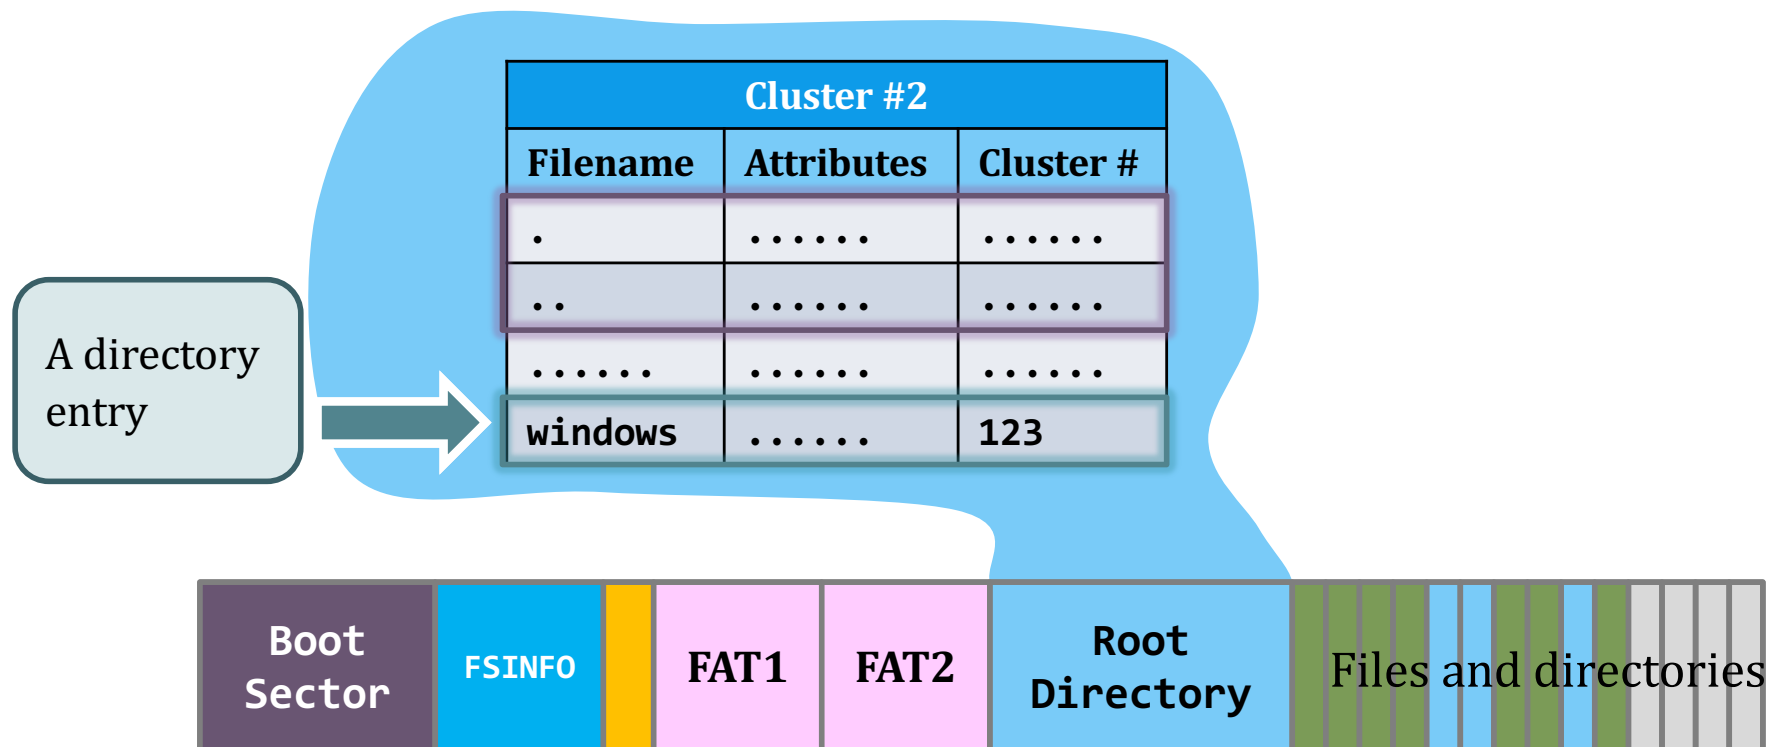 Cluster #2
Filename Attributes Cluster #
. ...... ......
.. ...... ......
...... ...... ......
windows ...... 123
A directory
entry
Boot
Sector
FSINFO
FAT1
FAT2
Root
Directory
Files and directories